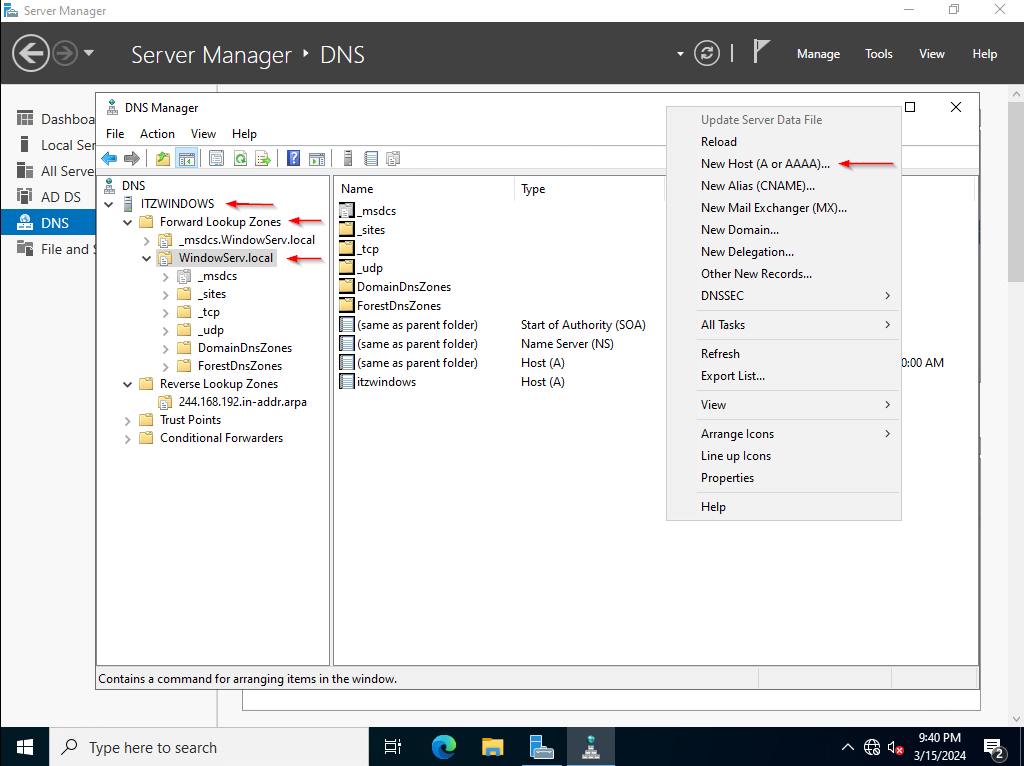 Server Manager
Server Manager
DNS
Manage
Tools
View
Help
Dashboa
Local Ser
All Serve
AD DS
DNS
File and S
DNS Manager
File
Action
View
Help
DNS
ITZWINDOWS
Forward Lookup Zones
_msdcs.WindowServ.local
WindowServ.local
_msdcs
_sites
_tcp
_udp
DomainDnsZones
ForestDnsZones
Reverse Lookup Zones
244.168.192.in-addr.arpa
Trust Points
Conditional Forwarders
Name Type
_msdcs
_sites
_tcp
_udp
DomainDnsZones
ForestDnsZones
(same as parent folder) Start of Authority (SOA)
(same as parent folder) Name Server (NS)
(same as parent folder) Host (A) 0:00 AM
itzwindows Host (A)
Update Server Data File
Reload
New Host (A or AAAA)...
New Alias (CNAME)...
New Mail Exchanger (MX)...
New Domain...
New Delegation...
Other New Records...
DNSSEC
All Tasks
Refresh
Export List...
View
Arrange Icons
Line up Icons
Properties
Help
Contains a command for arranging items in the window.
Type here to search
9:40 PM
3/15/2024
2